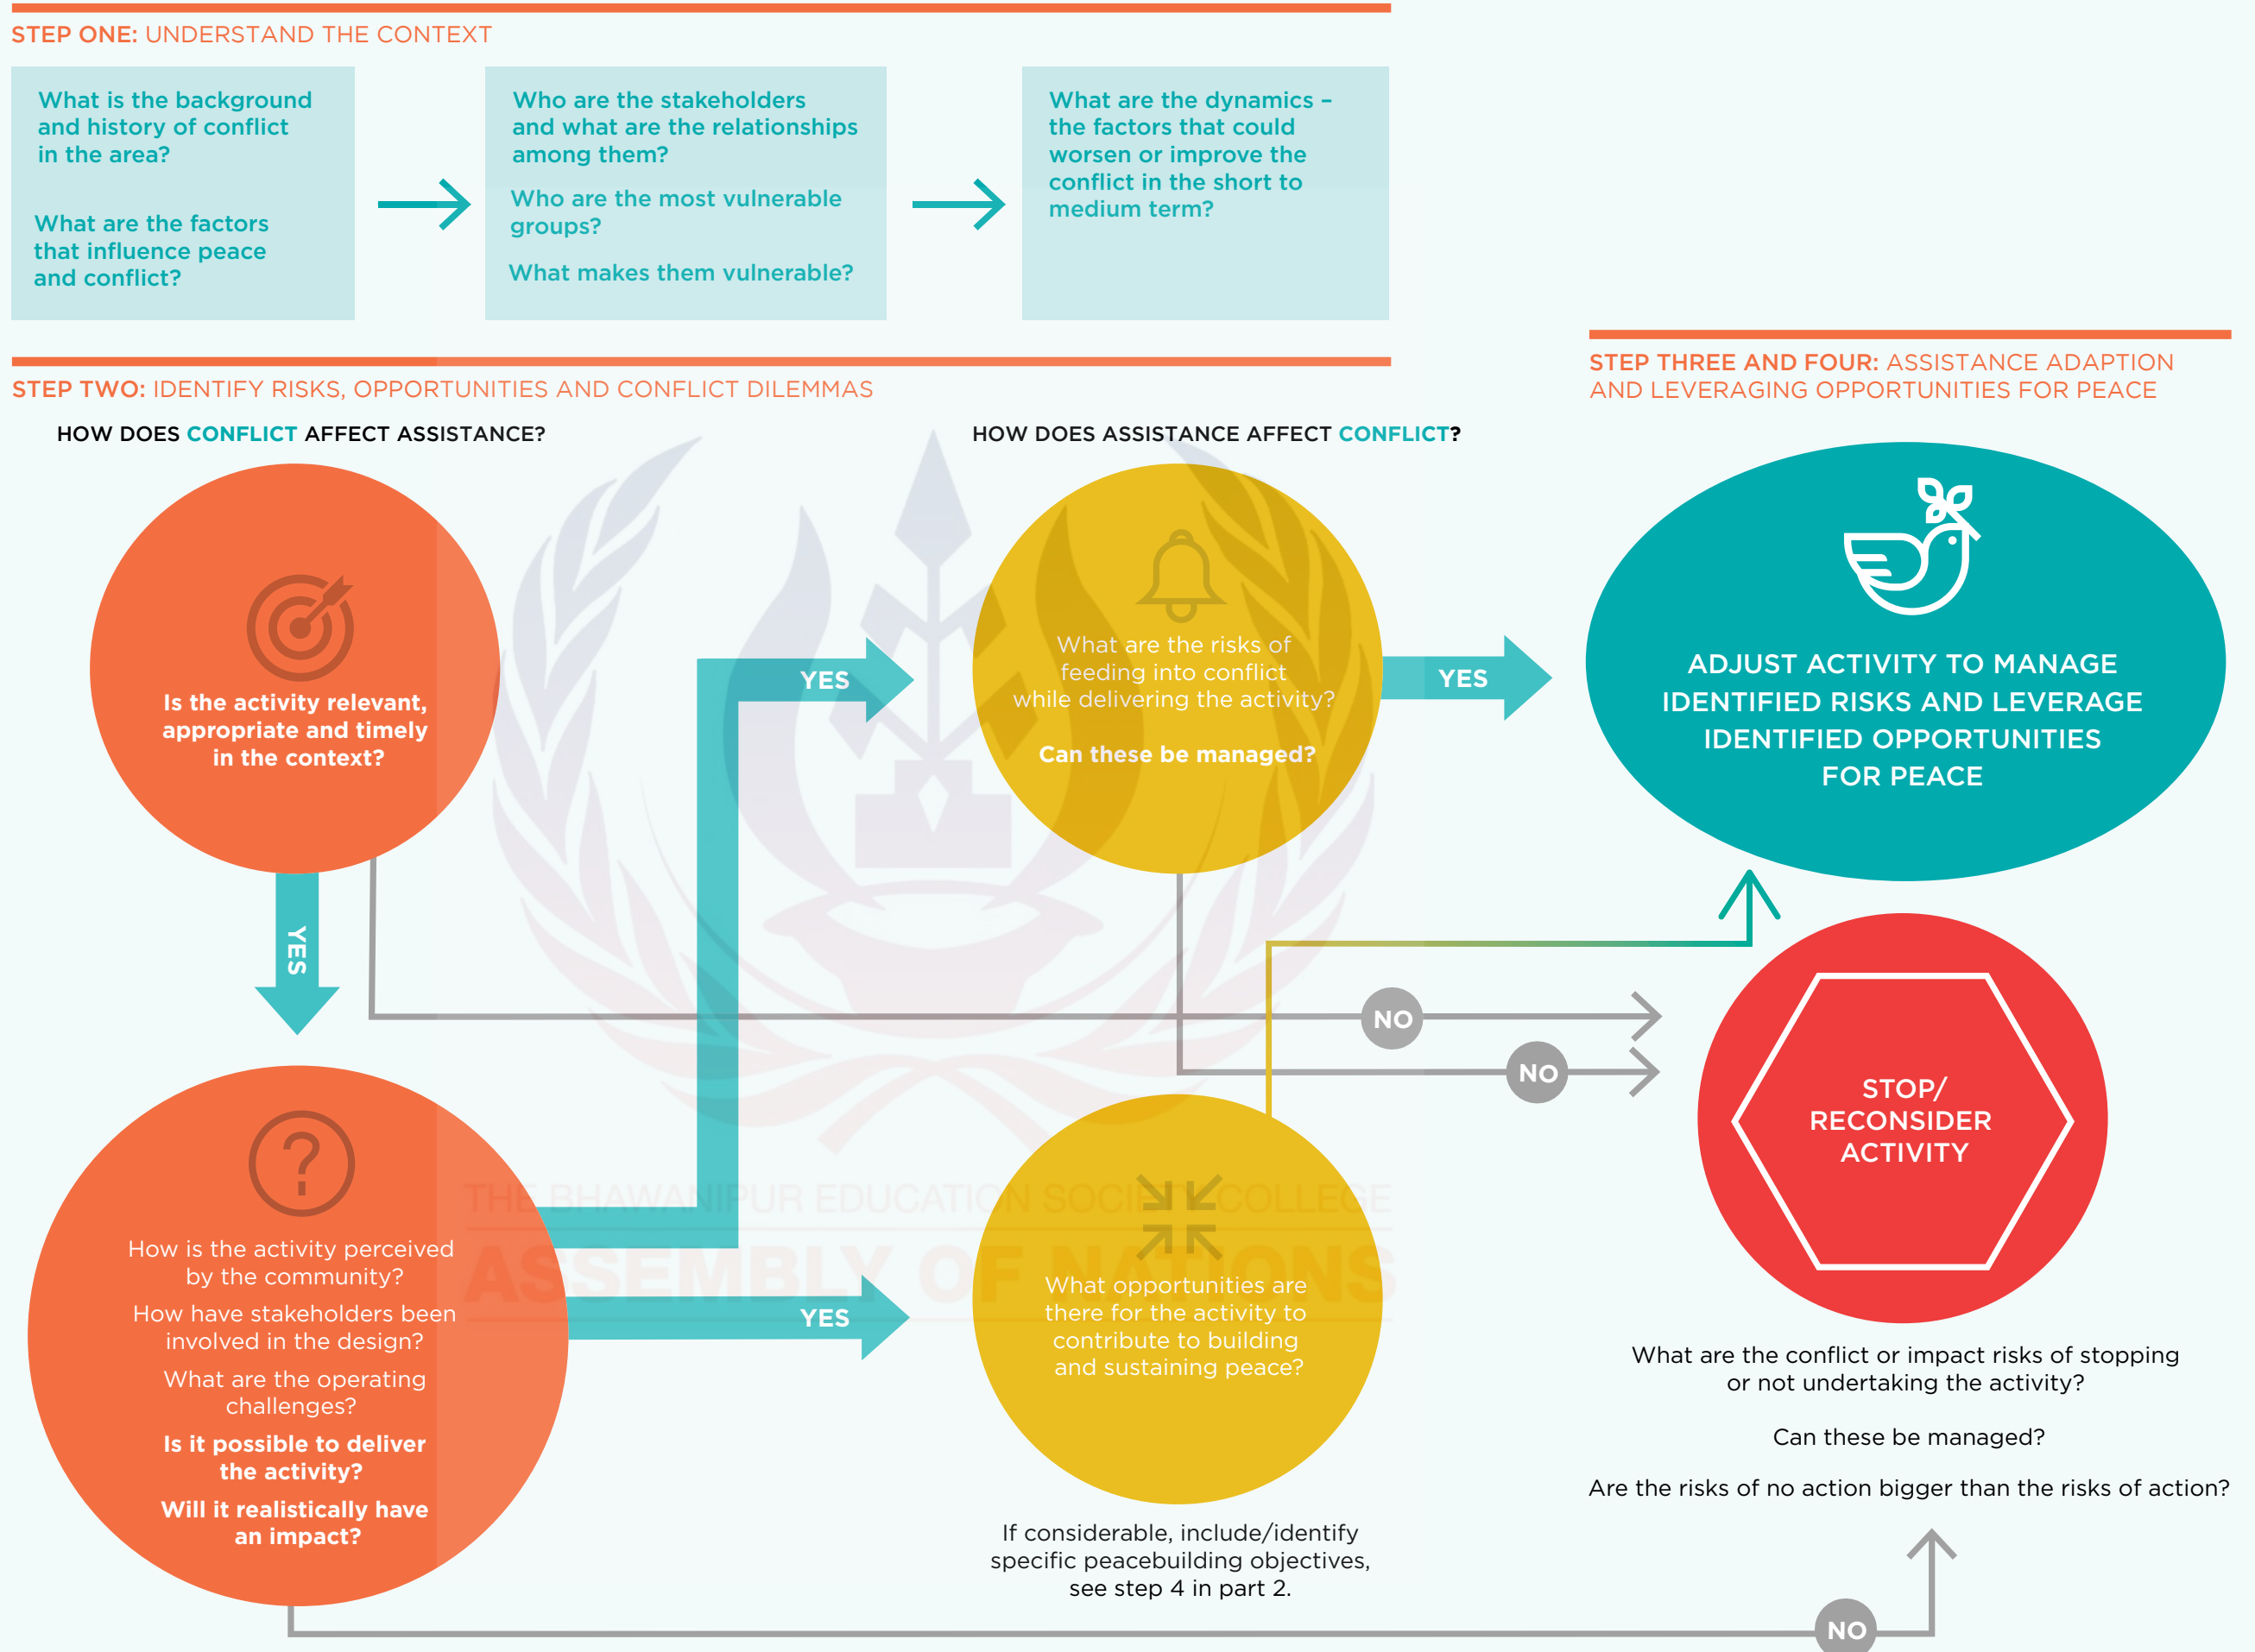 STEP ONE: UNDERSTAND THE CONTEXT
What is the background
and history of conflict
in the area?
What are the factors
that influence peace
and conflict?
Who are the stakeholders
and what are the relationships
among them?
Who are the most vulnerable
groups?
What makes them vulnerable?
What are the dynamics –
the factors that could
worsen or improve the
conflict in the short to
medium term?
STEP TWO: IDENTIFY RISKS, OPPORTUNITIES AND CONFLICT DILEMMAS
HOW DOES CONFLICT AFFECT ASSISTANCE?
Is the activity relevant,
appropriate and timely
in the context?
YES
How is the activity perceived
by the community?
How have stakeholders been
involved in the design?
What are the operating
challenges?
Is it possible to deliver
the activity?
Will it realistically have
an impact?
YES
YES
HOW DOES ASSISTANCE AFFECT CONFLICT?
What are the risks of
feeding into conflict
while delivering the activity?
Can these be managed?
YES
NO
NO
What opportunities are
there for the activity to
contribute to building
and sustaining peace?
If considerable, include/identify
specific peacebuilding objectives,
see step 4 in part 2.
STEP THREE AND FOUR: ASSISTANCE ADAPTION
AND LEVERAGING OPPORTUNITIES FOR PEACE
ADJUST ACTIVITY TO MANAGE
IDENTIFIED RISKS AND LEVERAGE
IDENTIFIED OPPORTUNITIES
FOR PEACE
STOP/
RECONSIDER
ACTIVITY
What are the conflict or impact risks of stopping
or not undertaking the activity?
Can these be managed?
Are the risks of no action bigger than the risks of action?
NO
THE BHAWANIPUR EDUCATION SOCIETY COLLEGE
ASSEMBLY OF NATIONS